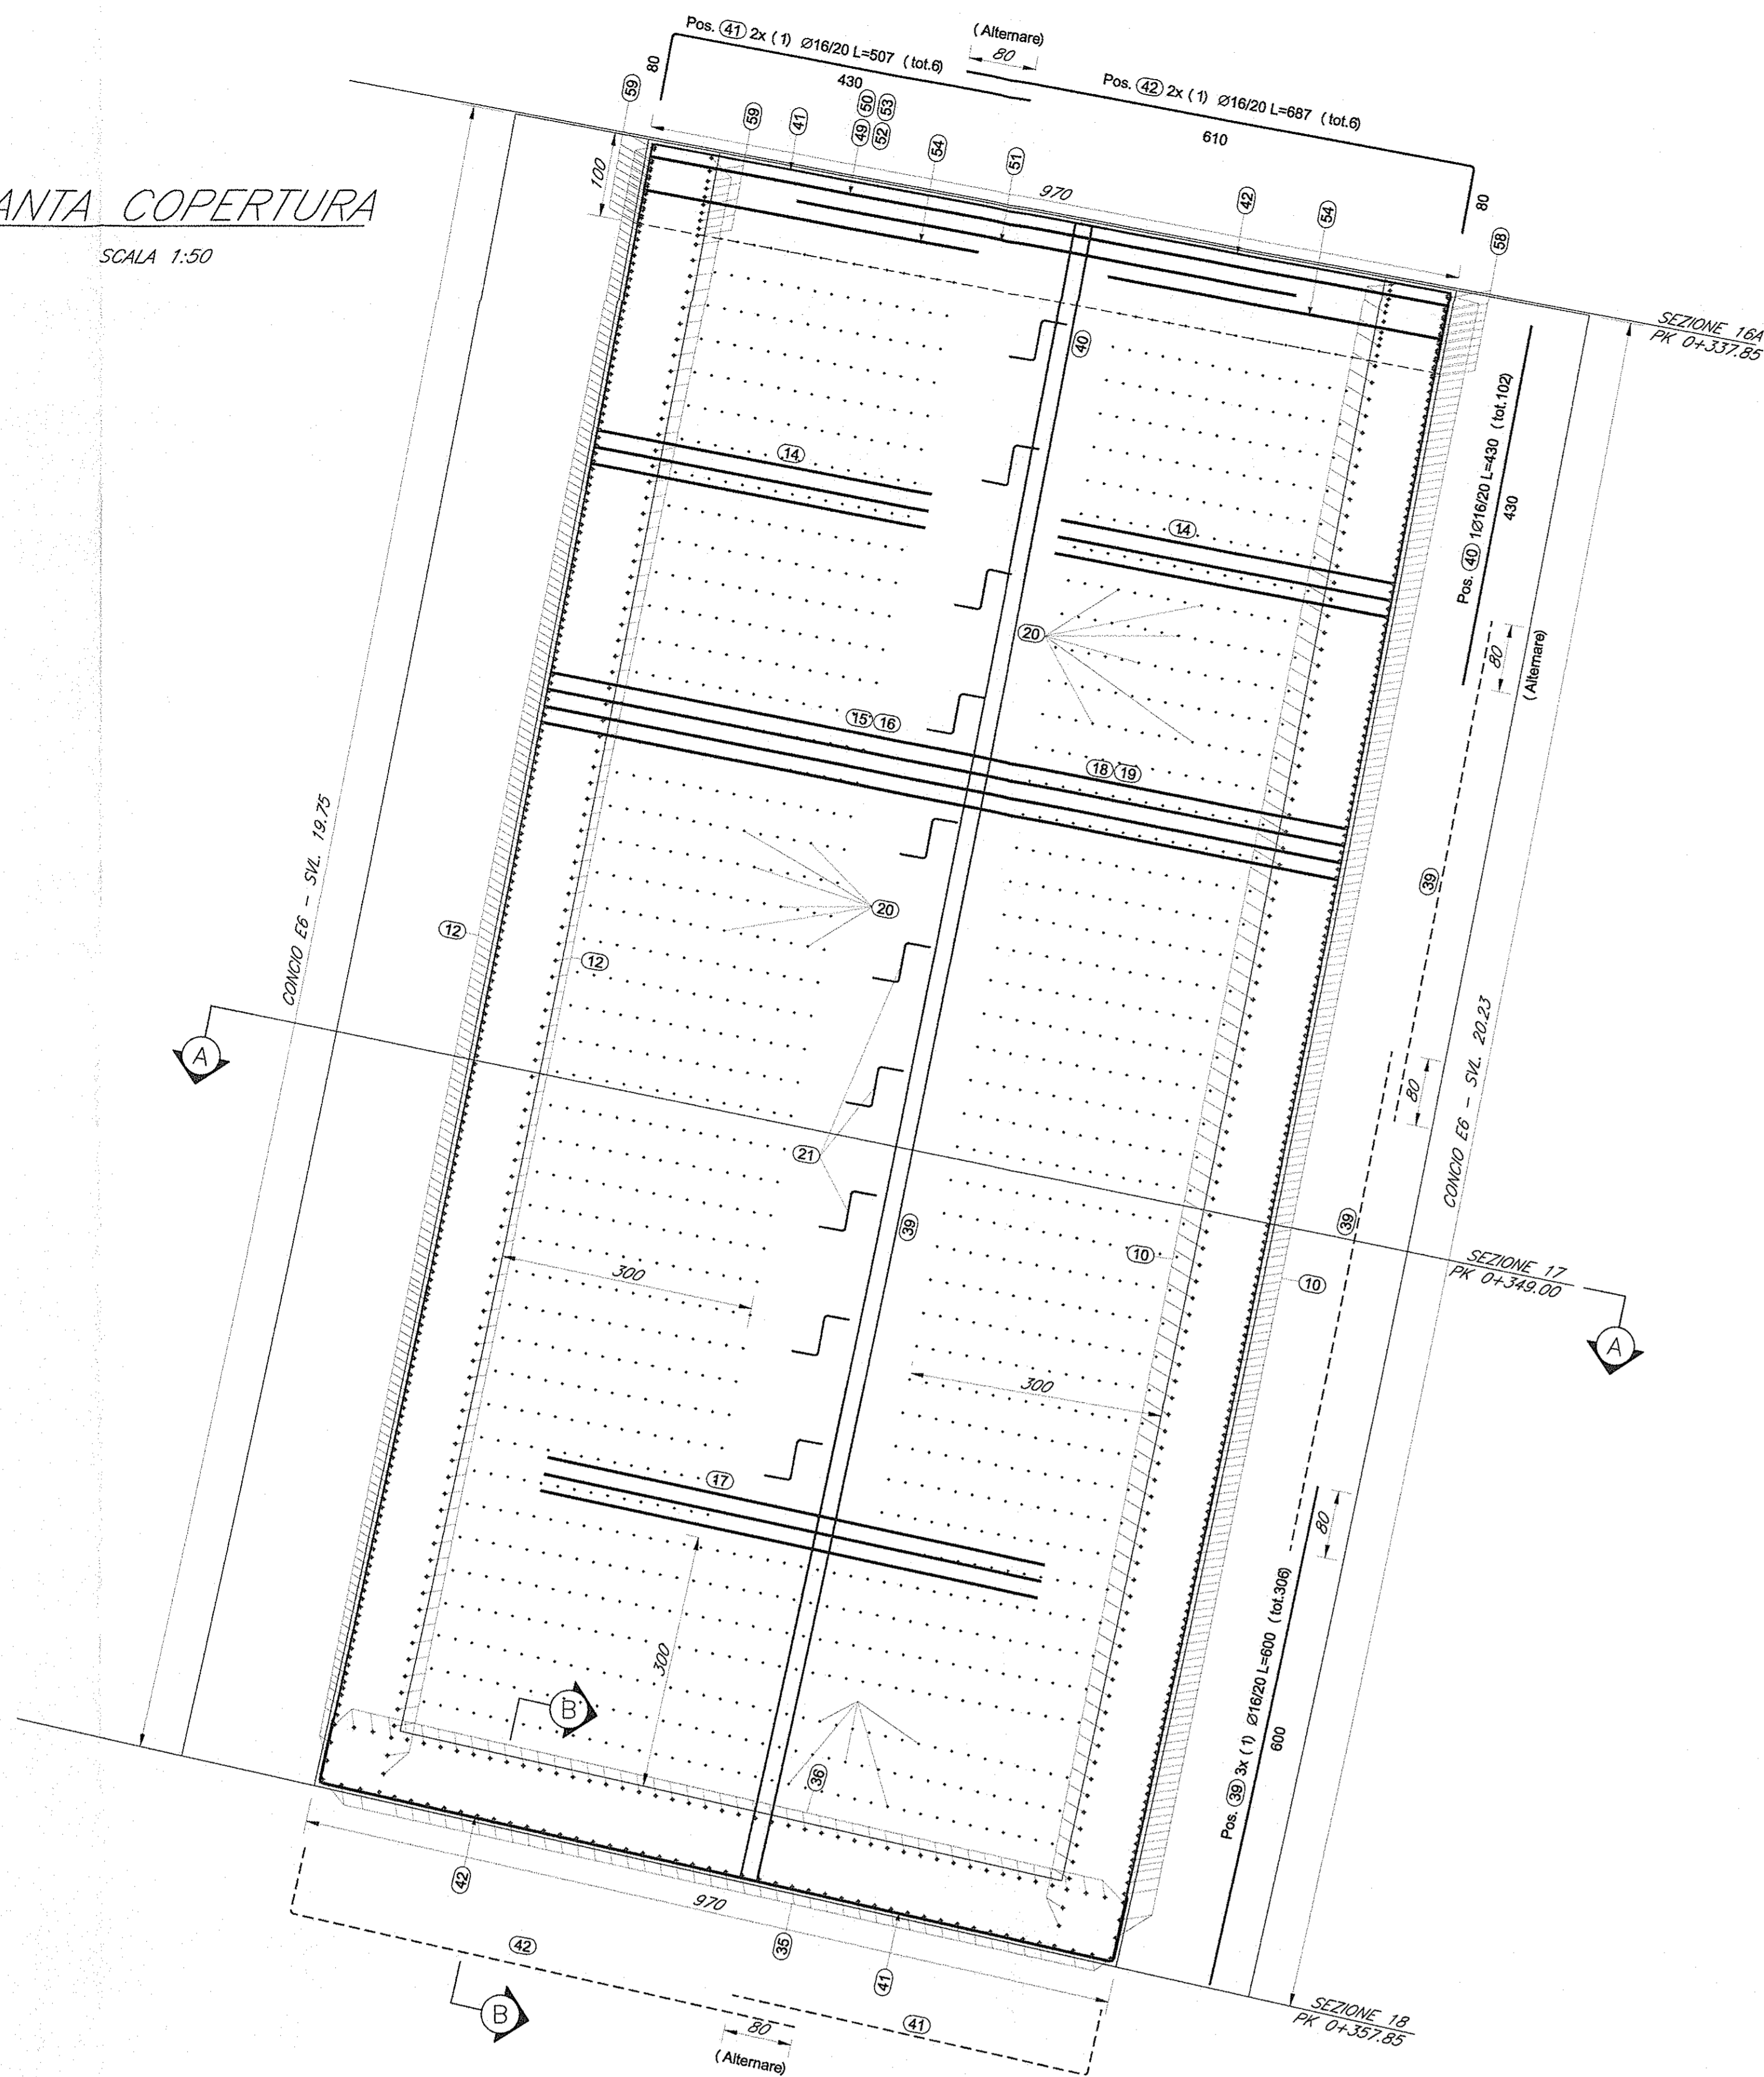 ANTA COPERTURA
SCALA 1:50
Pos. 41 2x ( 1) Ø16/20 L=507 ( tot.6)
430
80
( Alternare)
80
Pos. 42 2x ( 1) Ø16/20 L=687 ( tot.6)
610
80
59
59
41
49 50
52 53
54
51
970
42
54
58
100
SEZIONE 16A
PK 0+337.85
40
Pos. 40 1Ø16/20 L=430 ( tot.102)
430
80
( Alternare)
14
14
20
15 16
18 19
39
20
12
12
CONCIO E6 - SVL. 19.75
CONCIO E6 - SVL. 20.23
A
80
21
39
39
10
10
SEZIONE 17
PK 0+349.00
A
300
300
17
80
Pos. 39 3x ( 1) Ø16/20 L=600 ( tot.306)
600
300
B
36
42
970
35
41
42
41
B
80
( Alternare)
SEZIONE 18
PK 0+357.85